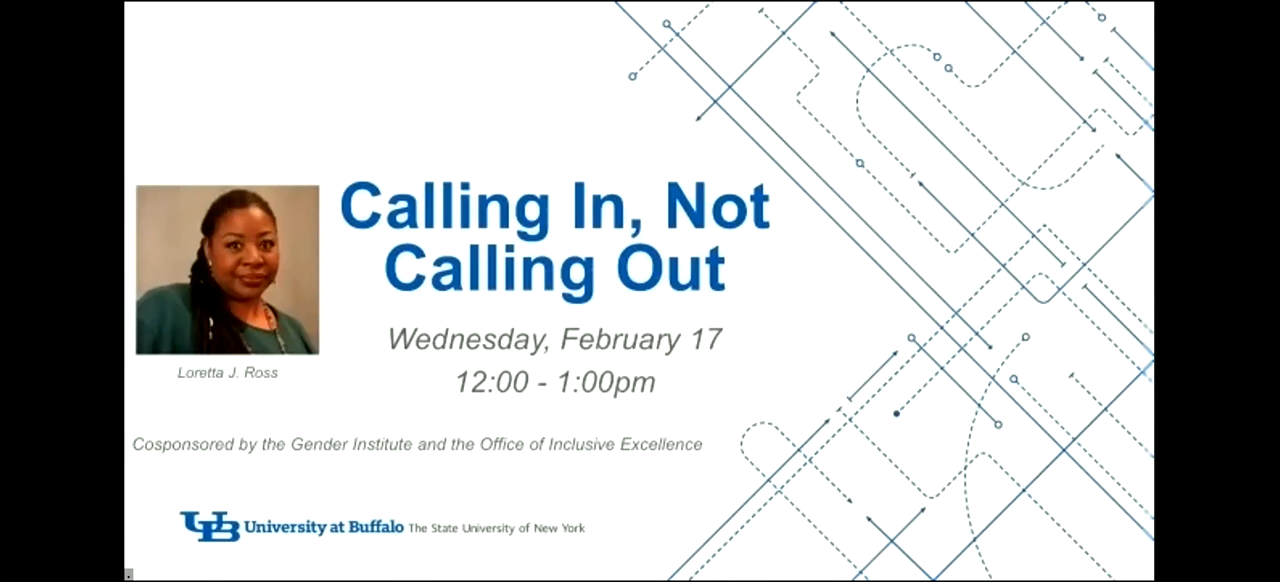 Calling In, Not
Calling Out
Loretta J. Ross
Wednesday, February 17
12:00 - 1:00pm
Cosponsored by the Gender Institute and the Office of Inclusive Excellence
UB University at Buffalo The State University of New York